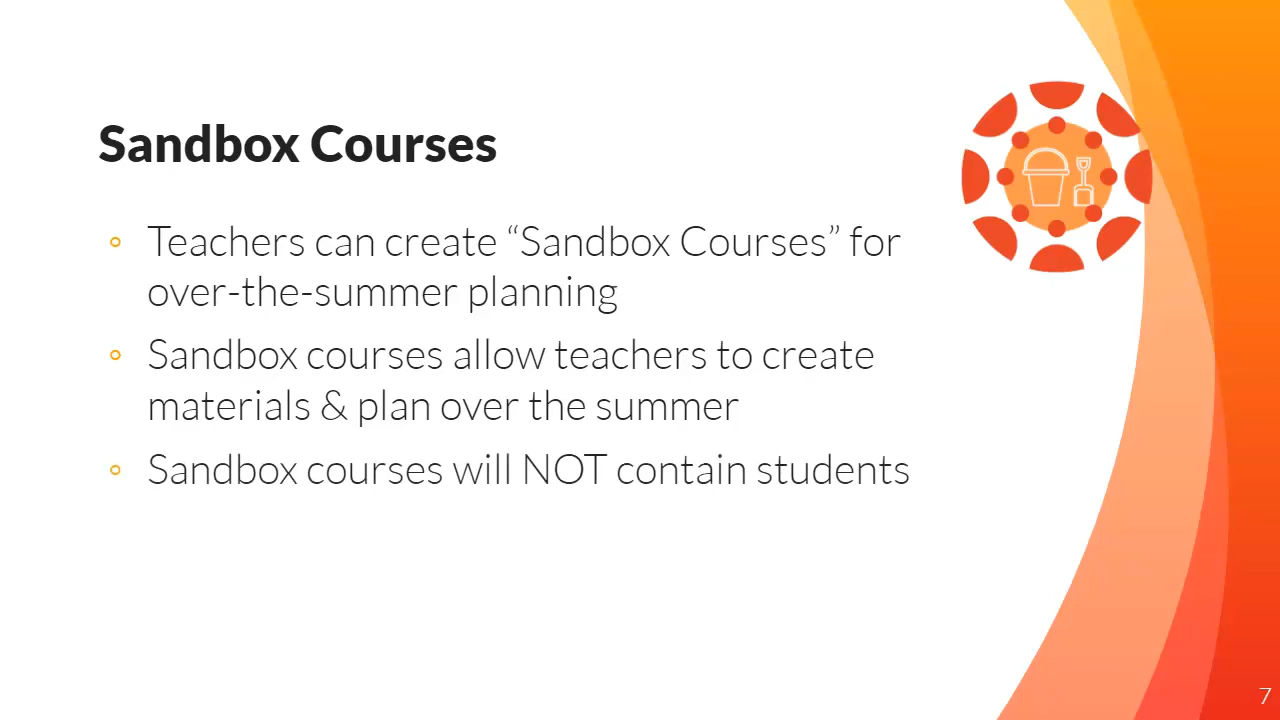 Sandbox Courses
◦ Teachers can create “Sandbox Courses” for
over-the-summer planning
◦ Sandbox courses allow teachers to create
materials & plan over the summer
◦ Sandbox courses will NOT contain students
7